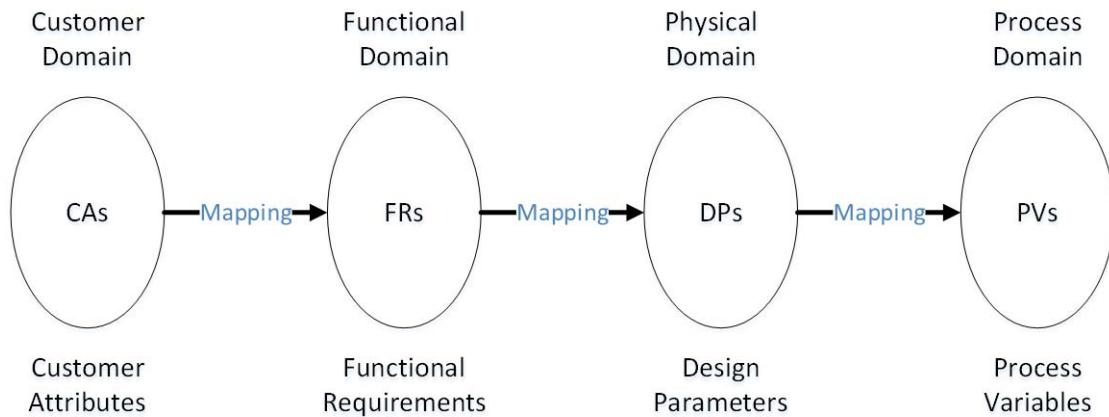 Customer
Domain
Functional
Domain
Physical
Domain
Process
Domain
CAs
Mapping
FRs
Mapping
DPs
Mapping
PVs
Customer
Attributes
Functional
Requirements
Design
Parameters
Process
Variables